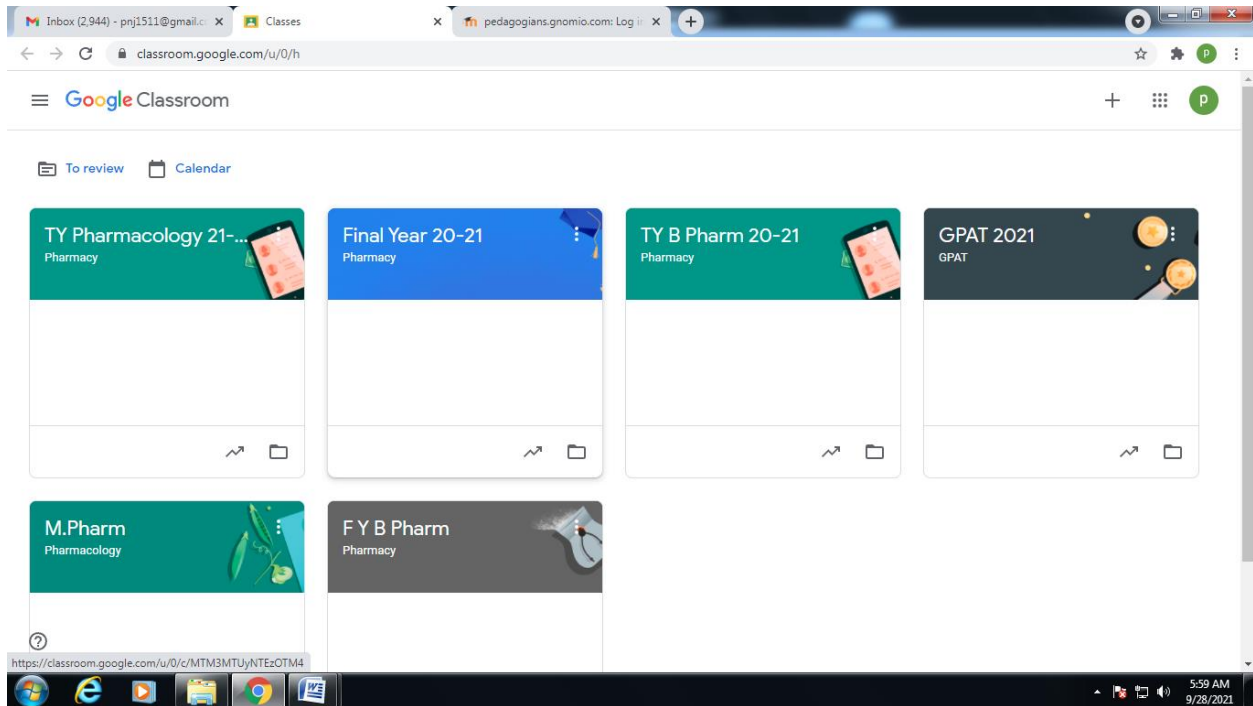 Inbox (2,944) - pnj1511@gmail.c
Classes
pedagogians.gnomio.com: Log in
classroom.google.com/u/0/h
P
Google Classroom
P
To review
Calendar
TY Pharmacology 21-...
Pharmacy
Final Year 20-21
Pharmacy
TY B Pharm 20-21
Pharmacy
GPAT 2021
GPAT
M.Pharm
Pharmacology
F Y B Pharm
Pharmacy
https://classroom.google.com/u/0/c/MTM3MTUyNTEzOTM4
5:59 AM
9/28/2021